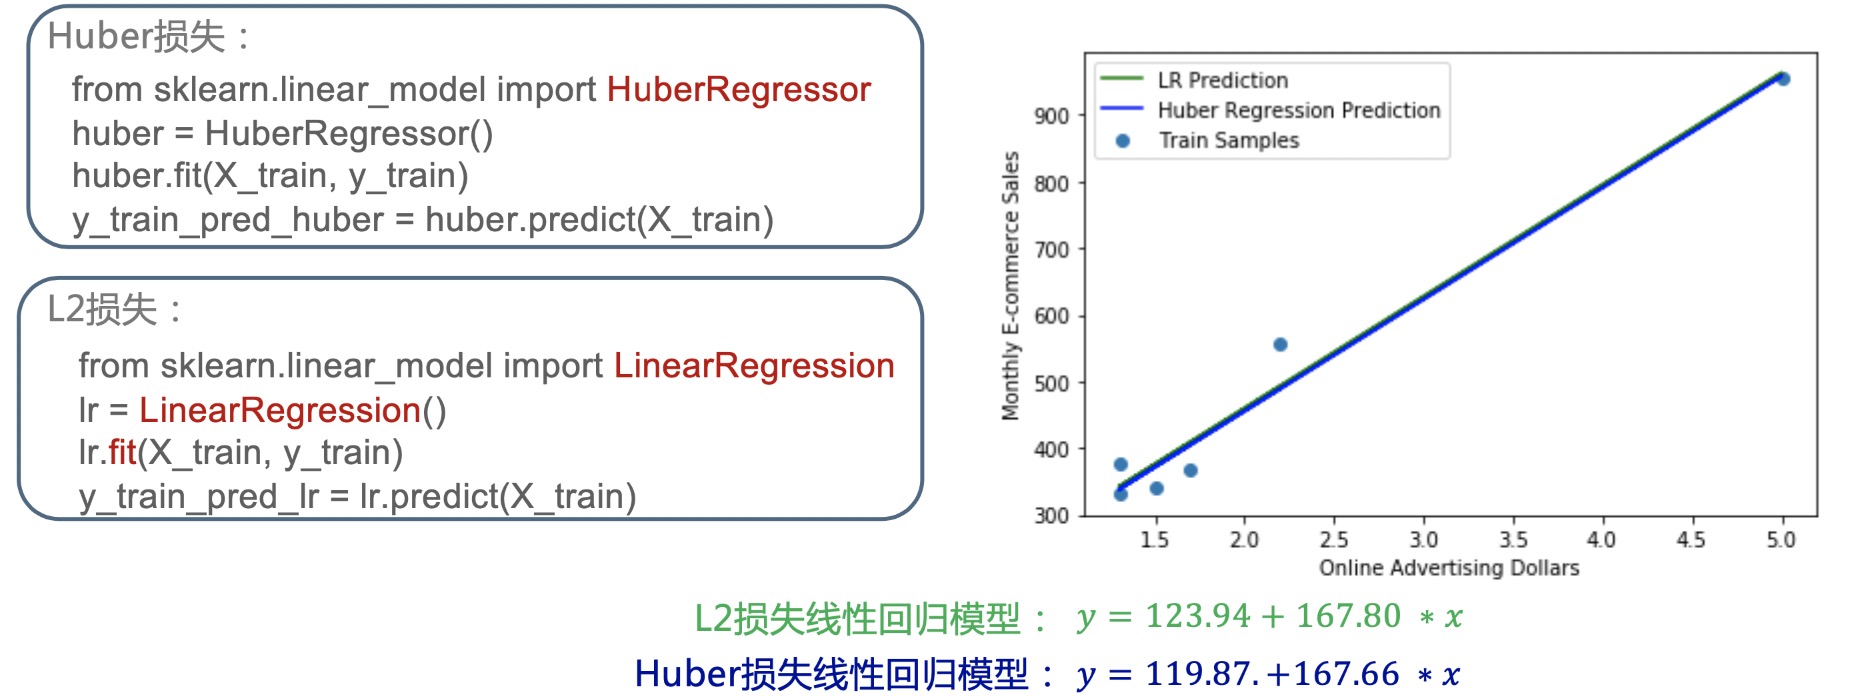 Huber损失：
from sklearn.linear_model import HuberRegressor
huber = HuberRegressor()
huber.fit(X_train, y_train)
y_train_pred_huber = huber.predict(X_train)
L2损失：
from sklearn.linear_model import LinearRegression
lr = LinearRegression()
lr.fit(X_train, y_train)
y_train_pred_lr = lr.predict(X_train)
LR Prediction
Huber Regression Prediction
Train Samples
Monthly E-commerce Sales
900
800
700
600
500
400
300
1.5 2.0 2.5 3.0 3.5 4.0 4.5 5.0
Online Advertising Dollars
L2损失线性回归模型： y = 123.94 + 167.80 * x
Huber损失线性回归模型： y = 119.87.+167.66 * x